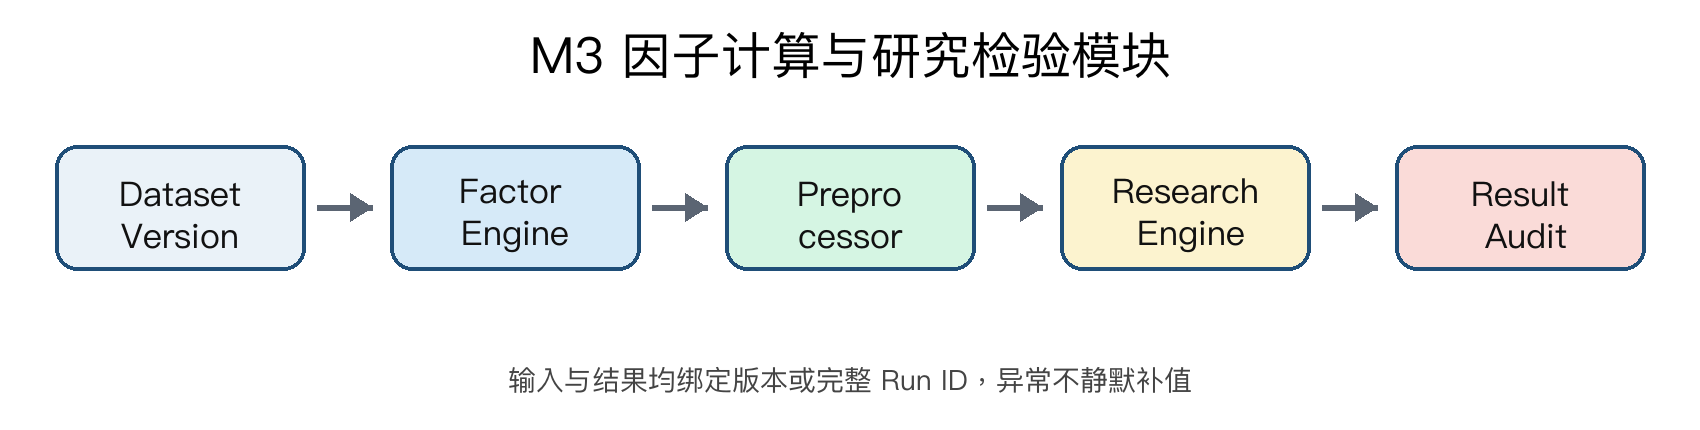 M3 因子计算与研究检验模块
Dataset
Version
Factor
Engine
Prepro
cessor
Research
Engine
Result
Audit
输入与结果均绑定版本或完整 Run ID，异常不静默补值